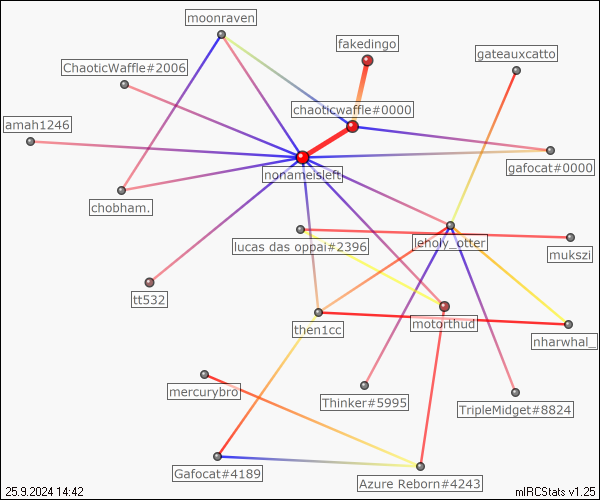 moonraven
fakedingo
gateauxcatto
ChaoticWaffle#2006
chaoticwaffle#0000
amah1246
gafocat#0000
nonameisleft
chobham.
lucas das oppai#2396
leholy_otter
mukszi
tt532
then1cc
motorthud
nharwhal_
mercurybro
Thinker#5995
TripleMidget#8824
Gafocat#4189
Azure Reborn#4243
25.9.2024 14:42
mIRCStats v1.25